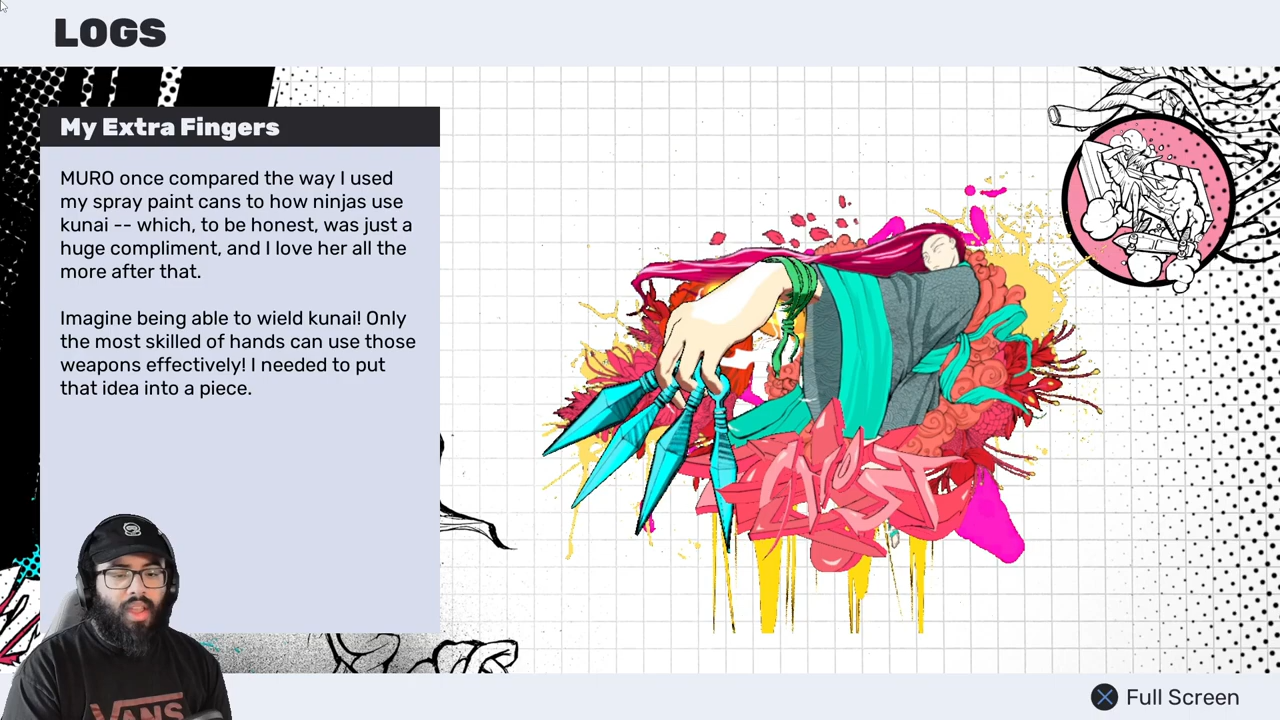 LOGS
My Extra Fingers
MURO once compared the way I used
my spray paint cans to how ninjas use
kunai -- which, to be honest, was just a
huge compliment, and I love her all the
more after that.
Imagine being able to wield kunai! Only
the most skilled of hands can use those
weapons effectively! I needed to put
that idea into a piece.
VANS
Full Screen